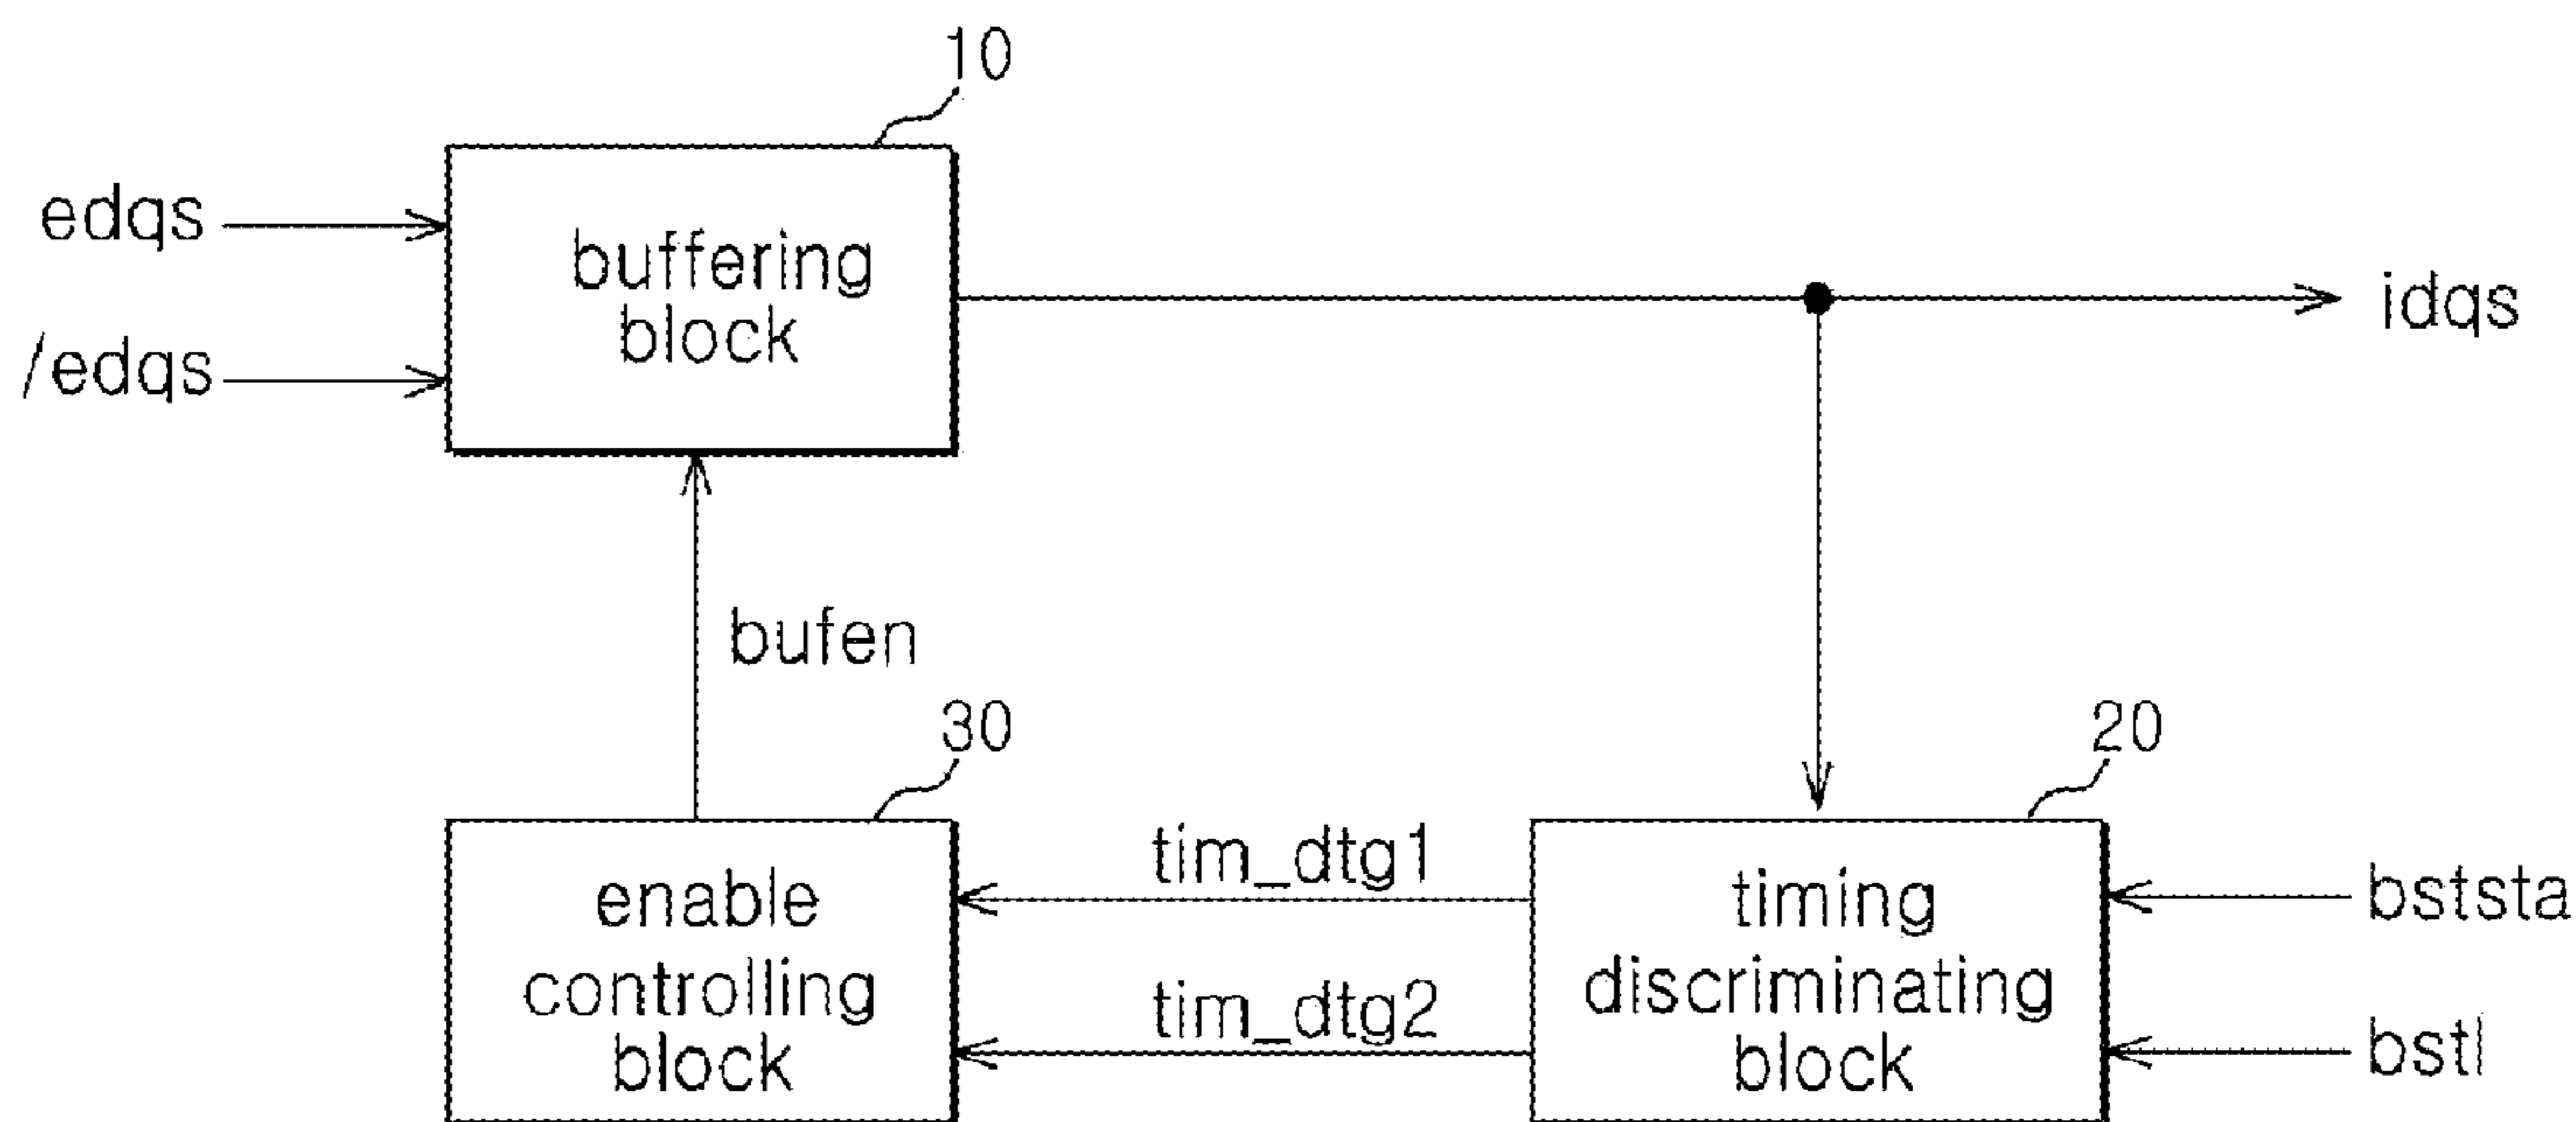 10
edqs
buffering
block
/edqs
idqs
bufen
30
20
tim_dtg1
enable
controlling
block
tim_dtg2
timing
discriminating
block
bststa
bstl